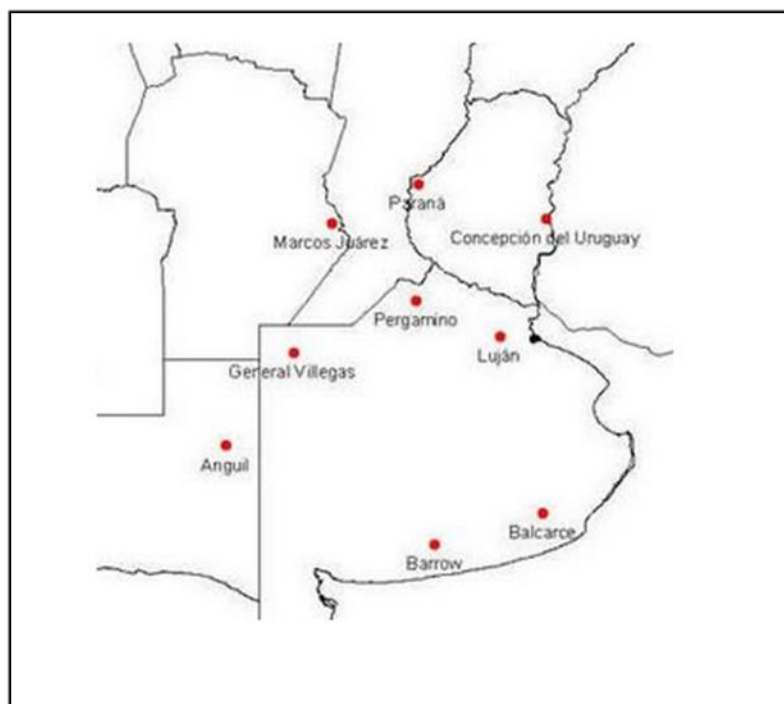 Paraná
Marcos Juárez
Concepción del Uruguay
Pergamino
Luján
General Villegas
Anguil
Balcarce
Barrow